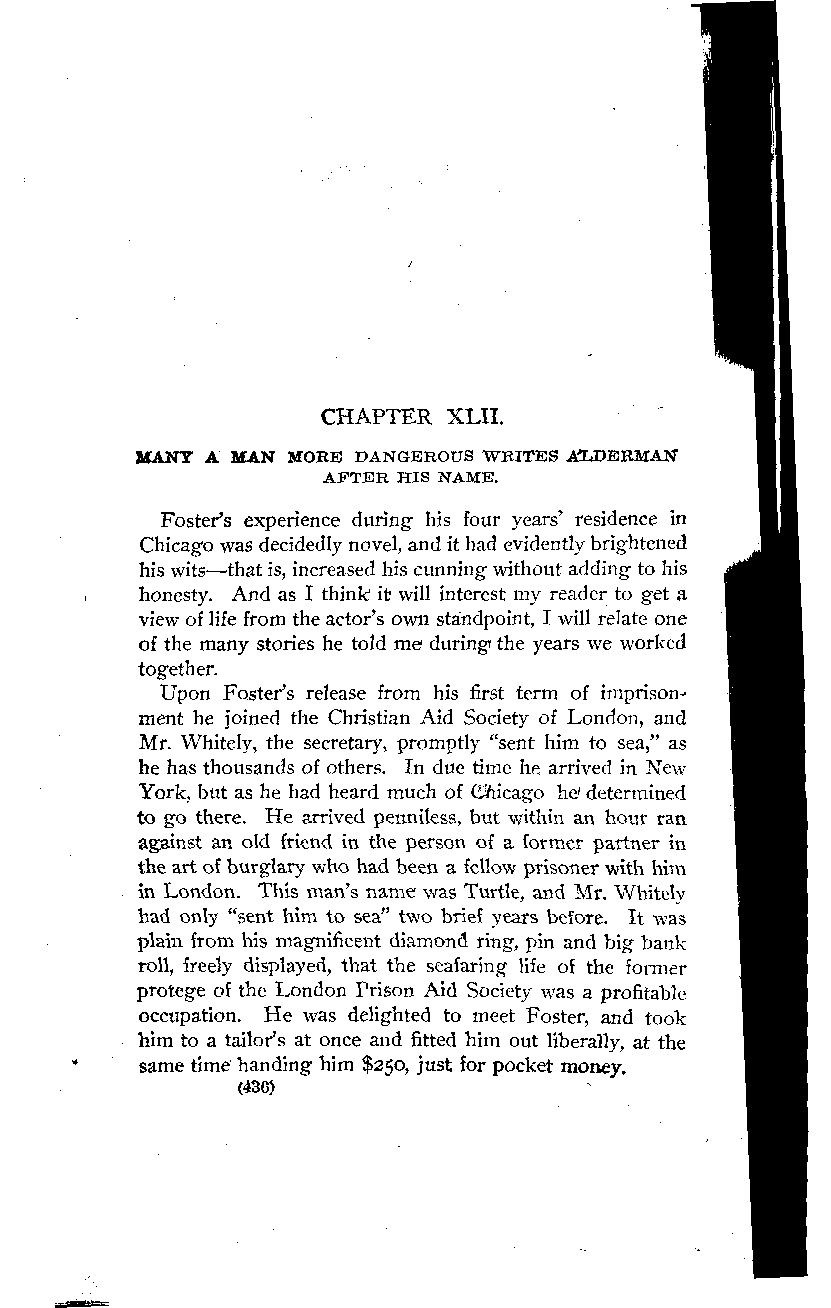 CHAPTER XLII.
MANY A MAN MORE DANGEROUS WRITES ALDERMAN
AFTER HIS NAME.
Foster's experience during his four years' residence in
Chicago was decidedly novel, and it had evidently brightened
his wits—that is, increased his cunning without adding to his
honesty. And as I think it will interest my reader to get a
view of life from the actor's own standpoint, I will relate one
of the many stories he told me during the years we worked
together.
Upon Foster's release from his first term of imprison-
ment he joined the Christian Aid Society of London, and
Mr. Whitely, the secretary, promptly "sent him to sea," as
he has thousands of others. In due time he arrived in New
York, but as he had heard much of Chicago he determined
to go there. He arrived penniless, but within an hour ran
against an old friend in the person of a former partner in
the art of burglary who had been a fellow prisoner with him
in London. This man's name was Turtle, and Mr. Whitely
had only "sent him to sea" two brief years before. It was
plain from his magnificent diamond ring, pin and big bank
roll, freely displayed, that the seafaring life of the former
protege of the London Prison Aid Society was a profitable
occupation. He was delighted to meet Foster, and took
him to a tailor's at once and fitted him out liberally, at the
same time handing him $250, just for pocket money.
(436)